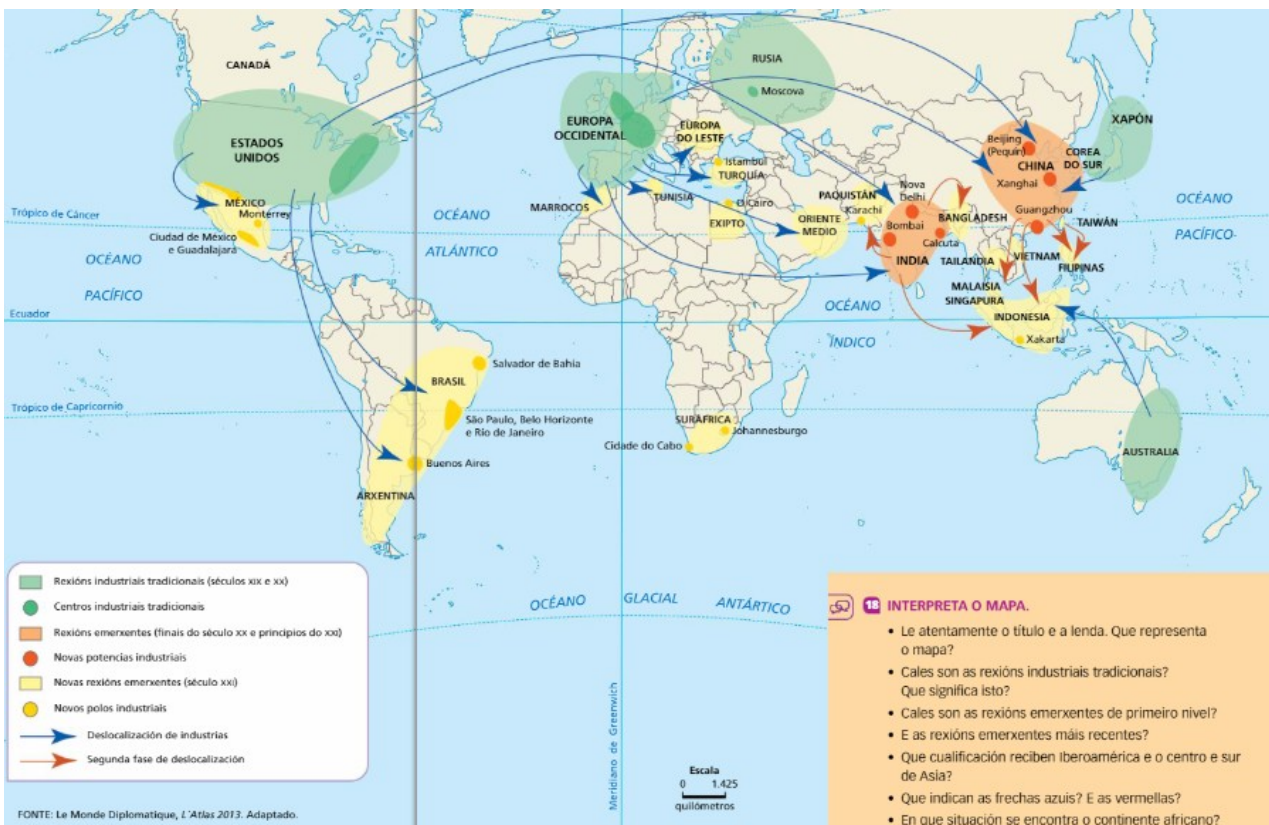 CANADÁ
ESTADOS
UNIDOS
MÉXICO
Monterrey
Ciudad de México
e Guadalajara
Trópico de Cáncer
OCÉANO
PACÍFICO
OCÉANO
ATLÁNTICO
Ecuador
Trópico de Capricornio
BRASIL
Salvador de Bahia
São Paulo, Belo Horizonte
e Rio de Janeiro
Buenos Aires
ARXENTINA
RUSIA
Moscova
EUROPA
OCCIDENTAL
EUROPA
DO LESTE
Istambul
TURQUÍA
MARROCOS
TUNISIA
O Cairo
EXIPTO
ORIENTE
MEDIO
PAQUISTÁN
Karachi
Nova
Delhi
Bombai
INDIA
Calcuta
BANGLADESH
Beijing
(Pequín)
CHINA
Xanghai
Guangzhou
COREA
DO SUR
XAPÓN
TAIWÁN
TAILANDIA
VIETNAM
FILIPINAS
MALAISIA
SINGAPURA
INDONESIA
Xakarta
OCÉANO
PACÍFICO
OCÉANO
ÍNDICO
SURÁFRICA
Johannesburgo
Cidade do Cabo
AUSTRALIA
OCÉANO GLACIAL ANTÁRTICO
Meridiano de Greenwich
Escala
0 1.425
quilómetros
Rexións industriais tradicionais (séculos XIX e XX)
Centros industriais tradicionais
Rexións emerxentes (finais do século XX e principios do XXI)
Novas potencias industriais
Novas rexións emerxentes (século XXI)
Novos polos industriais
Deslocalización de industrias
Segunda fase de deslocalización
FONTE: Le Monde Diplomatique, L'Atlas 2013. Adaptado.
18 INTERPRETA O MAPA.
• Le atentamente o título e a lenda. Que representa
o mapa?
• Cales son as rexións industriais tradicionais?
Que significa isto?
• Cales son as rexións emerxentes de primeiro nivel?
• E as rexións emerxentes máis recentes?
• Que cualificación reciben Iberoamérica e o centro e sur
de Asia?
• Que indican as frechas azuis? E as vermellas?
• En que situación se encontra o continente africano?